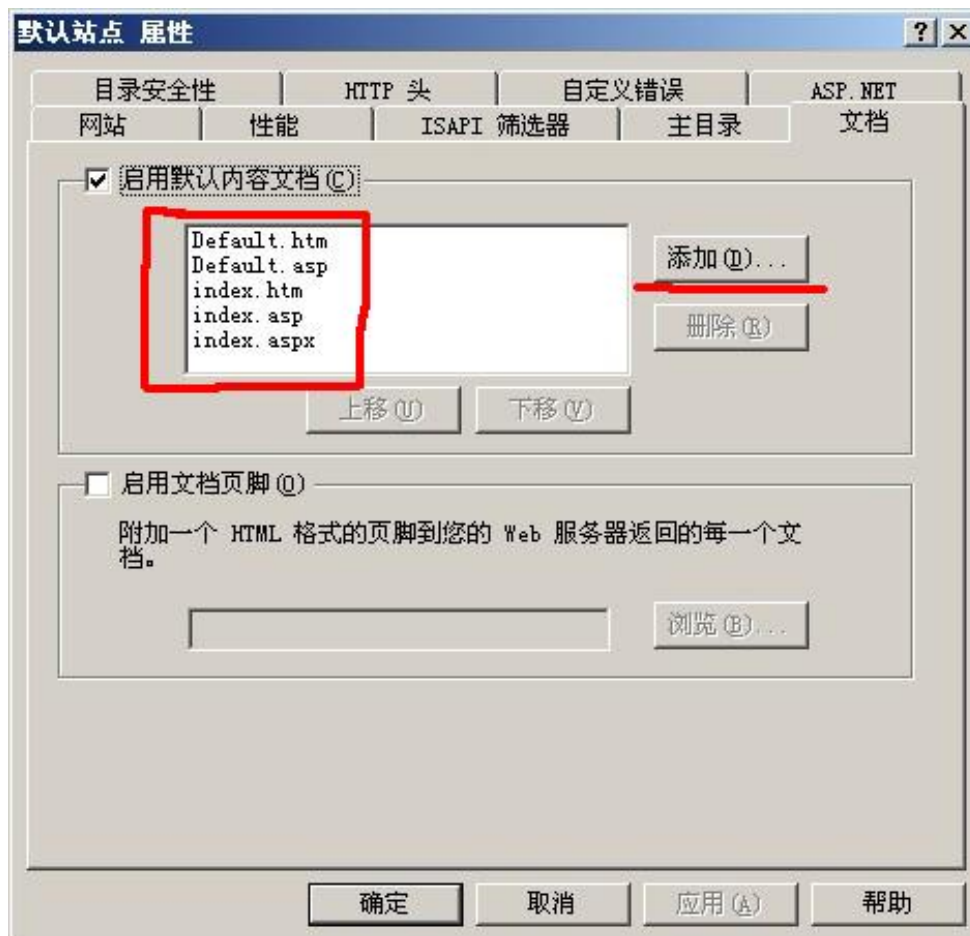 默认站点 属性
目录安全性 HTTP 头 自定义错误 ASP.NET
网站 性能 ISAPI 筛选器 主目录 文档
启用默认内容文档(C)
Default.htm
Default.asp
index.htm
index.asp
index.aspx
添加(D)...
删除(R)
上移(U) 下移(V)
启用文档页脚(O)
附加一个 HTML 格式的页脚到您的 Web 服务器返回的每一个文
档。
浏览(B)...
确定 取消 应用(A) 帮助